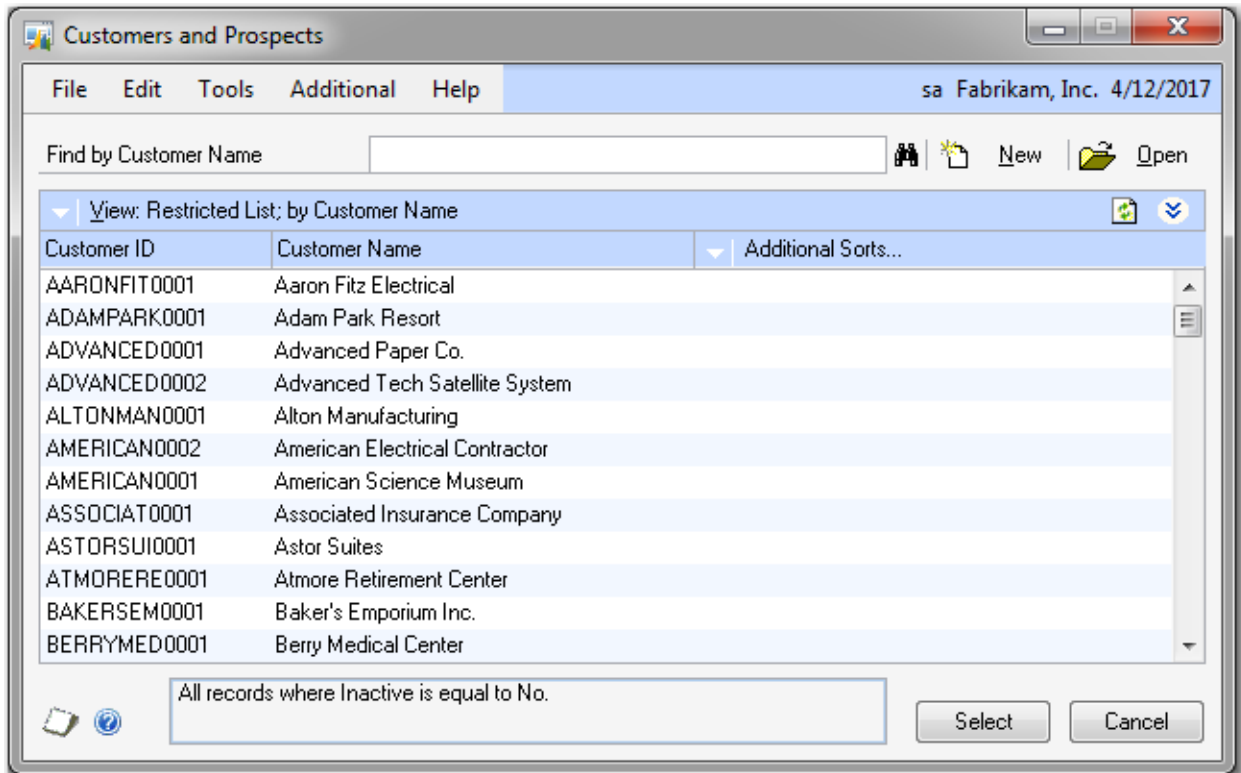 Customers and Prospects
File Edit Tools Additional Help sa Fabrikam, Inc. 4/12/2017
Find by Customer Name New Open
View: Restricted List; by Customer Name
Customer ID Customer Name Additional Sorts...
AARONFIT0001 Aaron Fitz Electrical
ADAMPARK0001 Adam Park Resort
ADVANCED0001 Advanced Paper Co.
ADVANCED0002 Advanced Tech Satellite System
ALTONMAN0001 Alton Manufacturing
AMERICAN0002 American Electrical Contractor
AMERICAN0001 American Science Museum
ASSOCIAT0001 Associated Insurance Company
ASTORSUI0001 Astor Suites
ATMORERE0001 Atmore Retirement Center
BAKERSEM0001 Baker's Emporium Inc.
BERRYMED0001 Berry Medical Center
All records where Inactive is equal to No.
Select Cancel